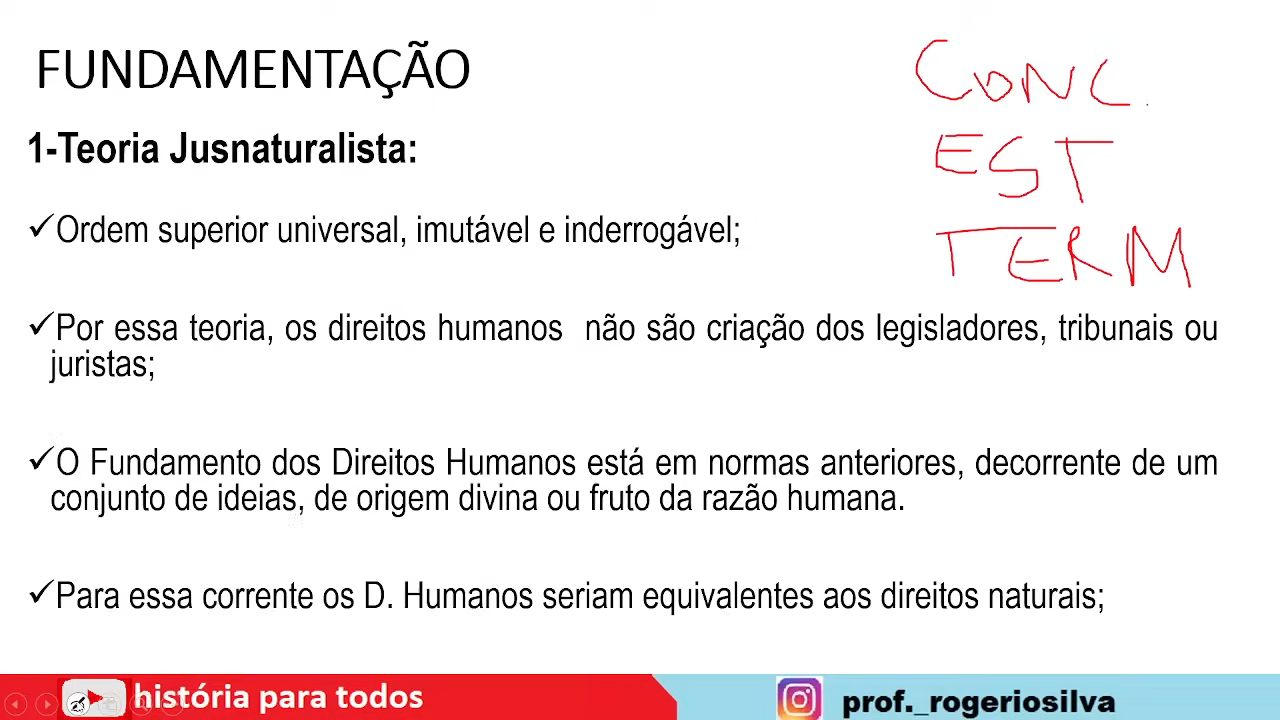 FUNDAMENTAÇÃO
CONC.
EST
TERM
1-Teoria Jusnaturalista:
✓Ordem superior universal, imutável e inderrogável;
✓Por essa teoria, os direitos humanos não são criação dos legisladores, tribunais ou
juristas;
✓O Fundamento dos Direitos Humanos está em normas anteriores, decorrente de um
conjunto de ideias, de origem divina ou fruto da razão humana.
✓Para essa corrente os D. Humanos seriam equivalentes aos direitos naturais;
história para todos
prof._rogeriosilva